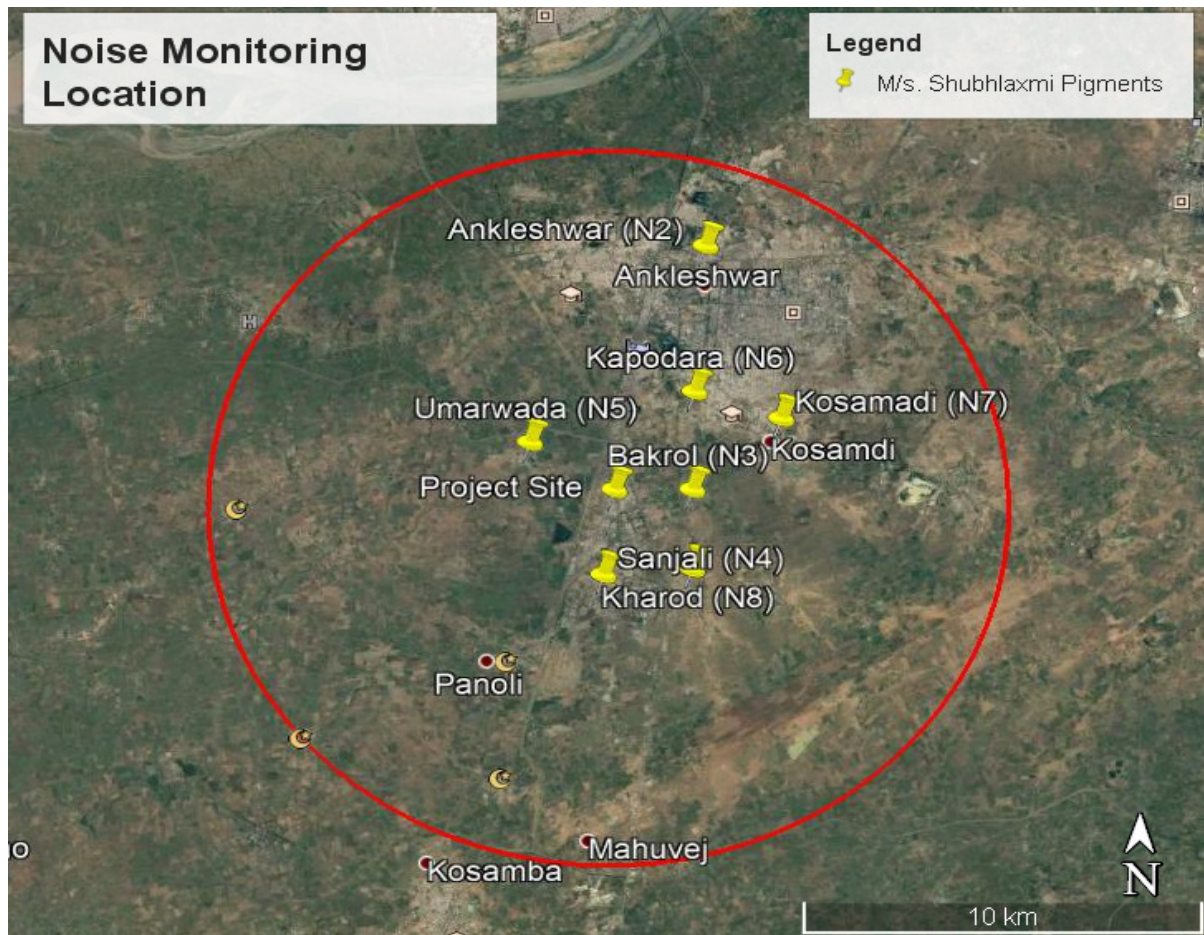 Noise Monitoring
Location
Legend
M/s. Shubhlaxmi Pigments
Ankleshwar (N2)
Ankleshwar
Kapodara (N6)
Umarwada (N5)
Kosamadi (N7)
Bakrol (N3)
Kosamdi
Project Site
Sanjali (N4)
Kharod (N8)
Panoli
Mahuvej
Kosamba
N
10 km
H